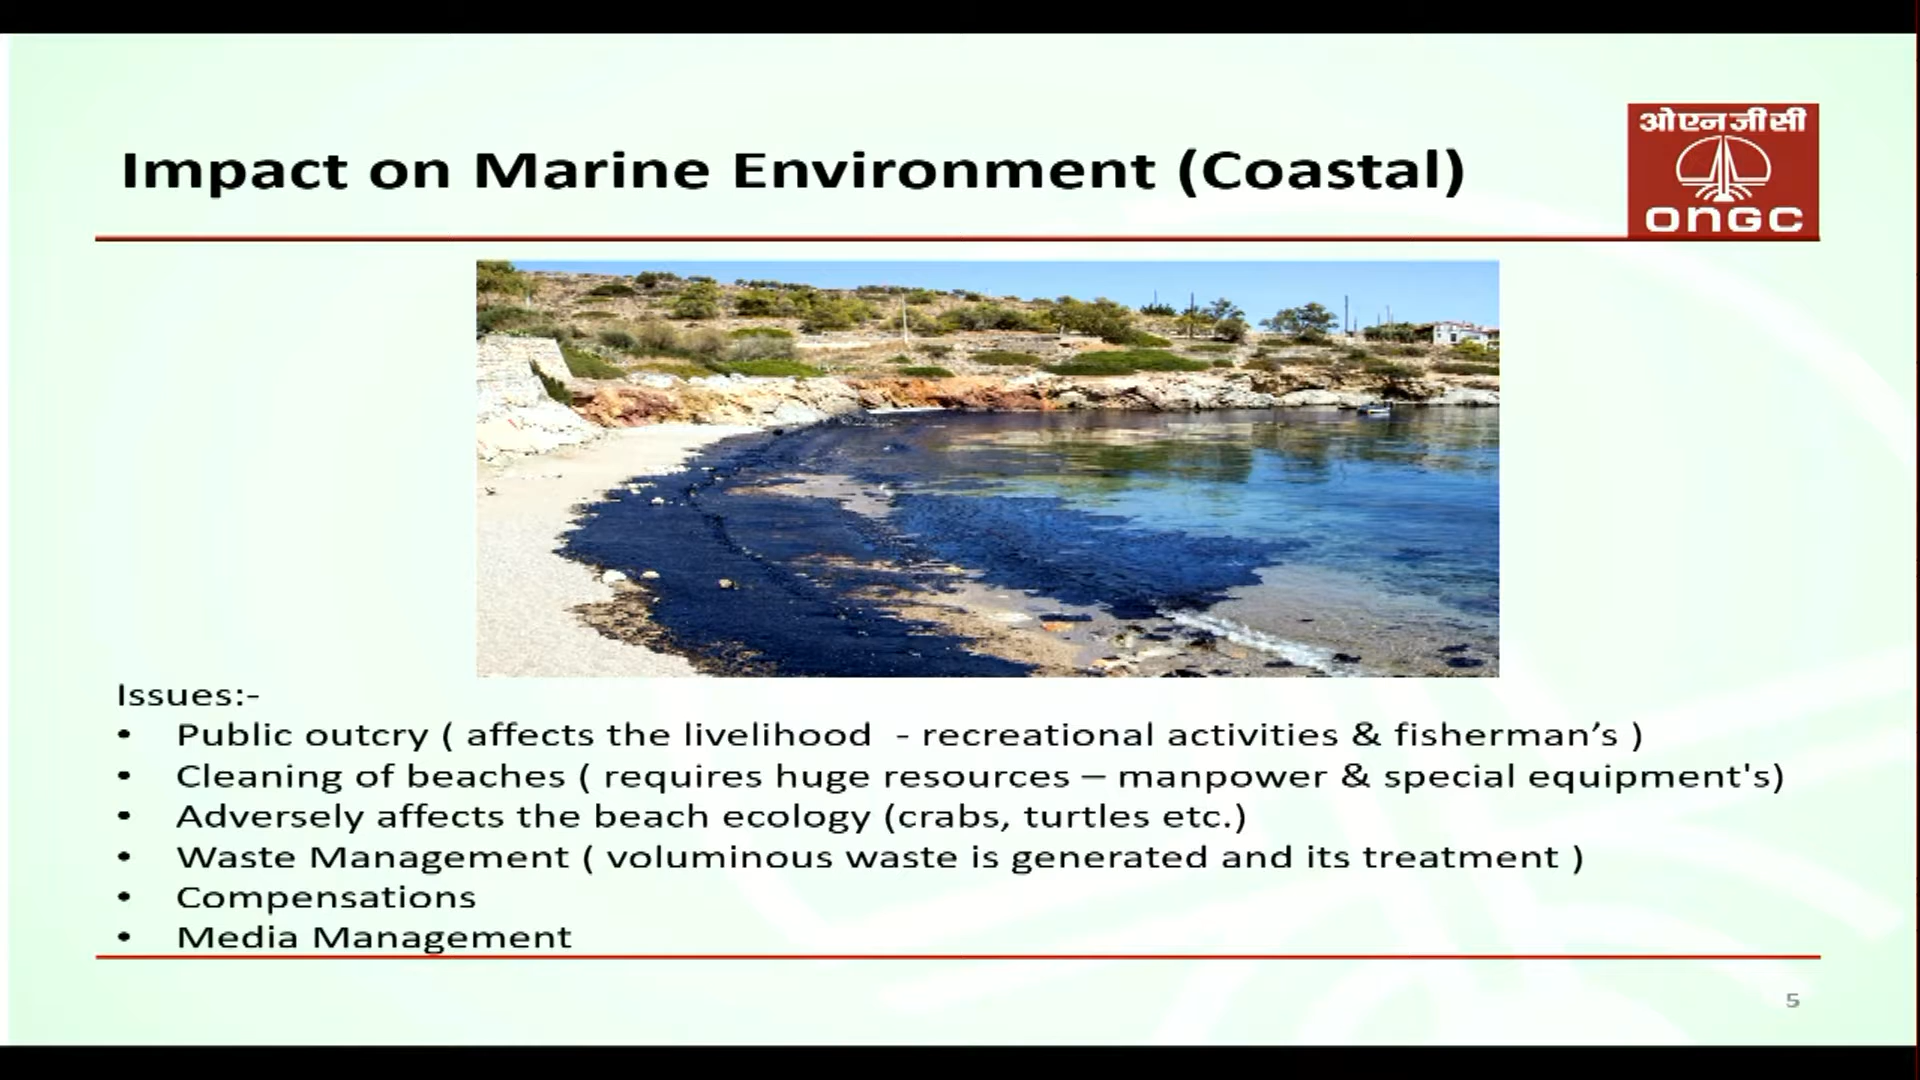 Impact on Marine Environment (Coastal)
ओएनजीसी
ONGC
Issues:-
• Public outcry ( affects the livelihood - recreational activities & fisherman’s )
• Cleaning of beaches ( requires huge resources – manpower & special equipment's)
• Adversely affects the beach ecology (crabs, turtles etc.)
• Waste Management ( voluminous waste is generated and its treatment )
• Compensations
• Media Management
5